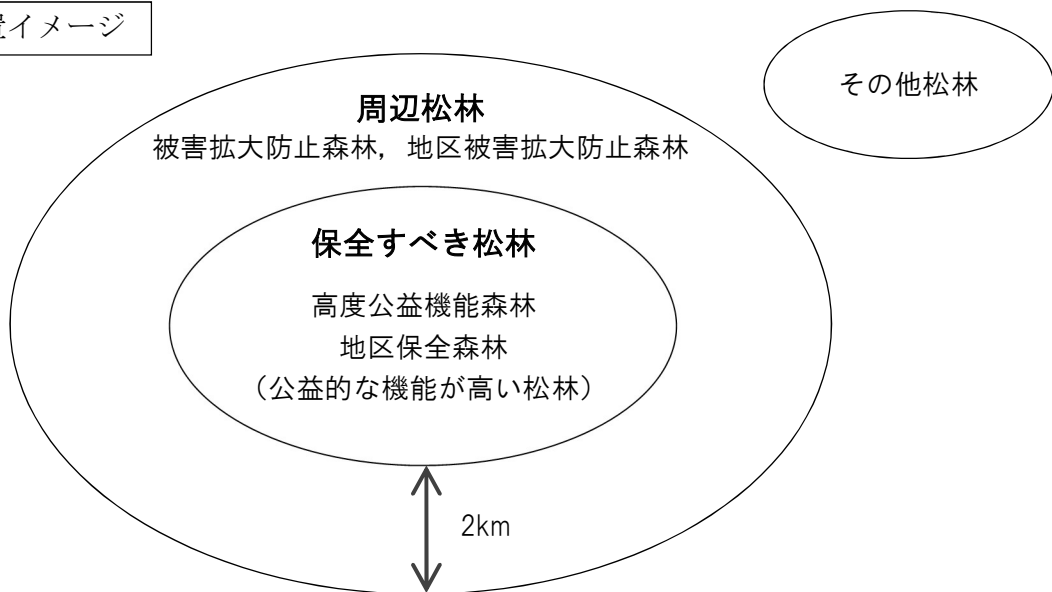 イメージ
その他松林
周辺松林
被害拡大防止森林，地区被害拡大防止森林
保全すべき松林
高度公益機能森林
地区保全森林
（公益的な機能が高い松林）
2km